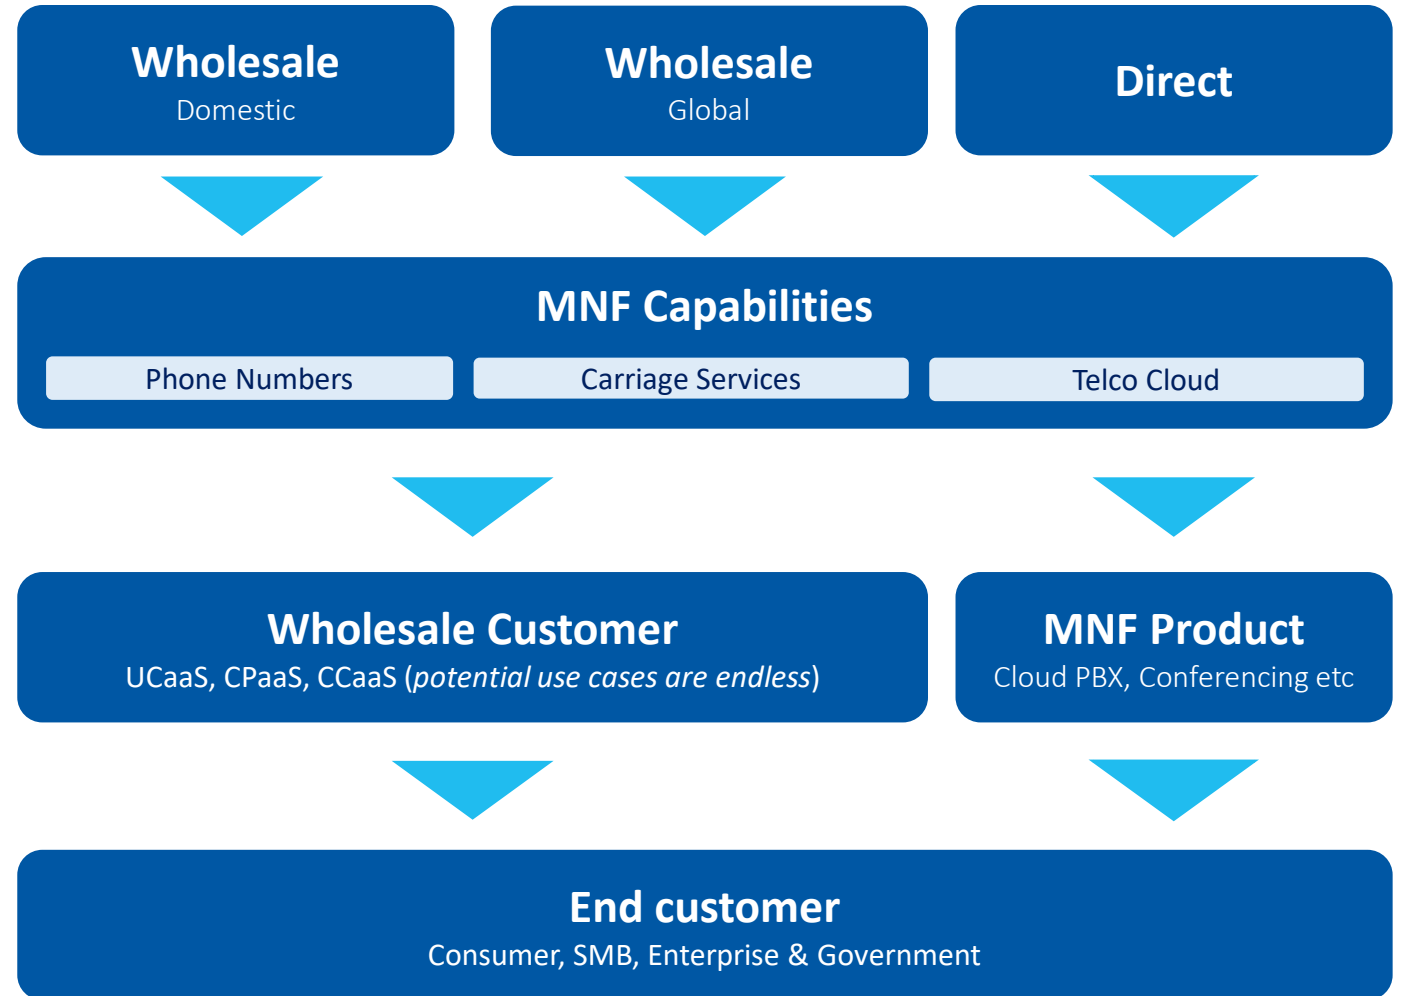 Wholesale
Domestic
Wholesale
Global
Direct
MNF Capabilities
Phone Numbers
Carriage Services
Telco Cloud
Wholesale Customer
UCaaS, CPaaS, CCaaS (potential use cases are endless)
MNF Product
Cloud PBX, Conferencing etc
End customer
Consumer, SMB, Enterprise & Government